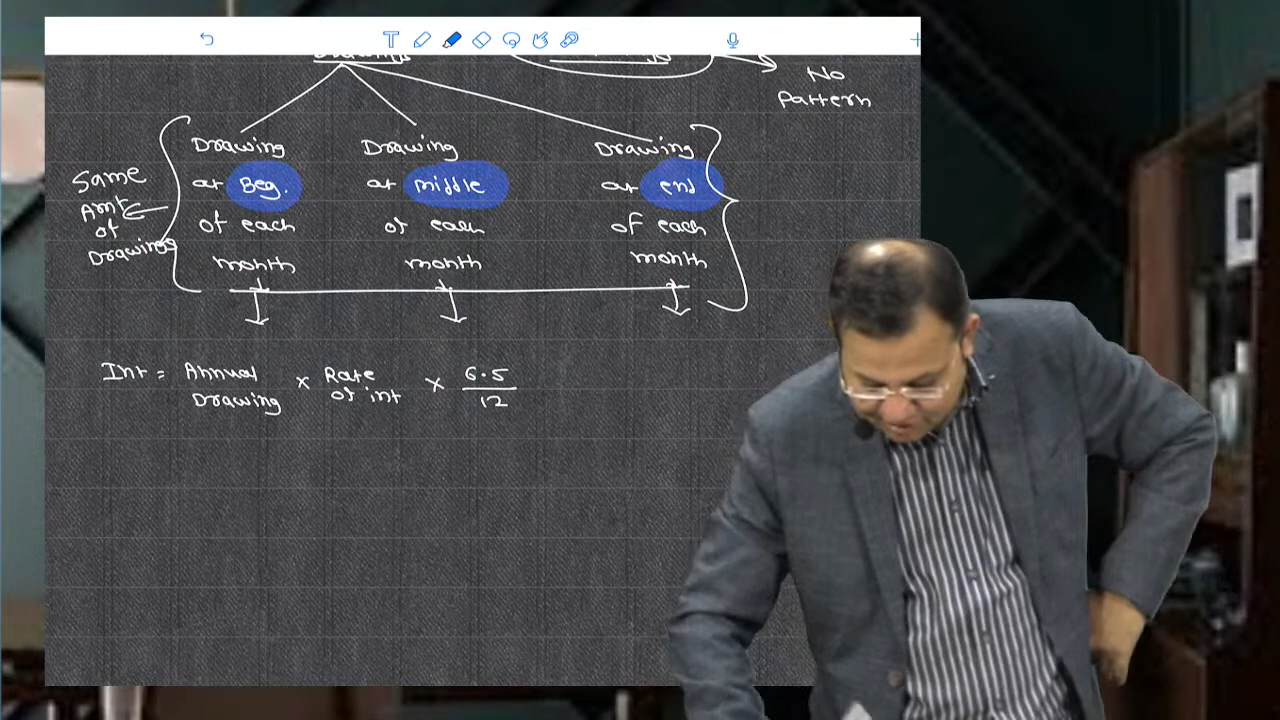 No
Pattern
Drawing
at Beg.
of each
month
Drawing
at middle
of each
month
Drawing
at end
of each
month
Same
Amt
of
Drawings
Int = Annual Drawing × Rate of int × 6.5/12